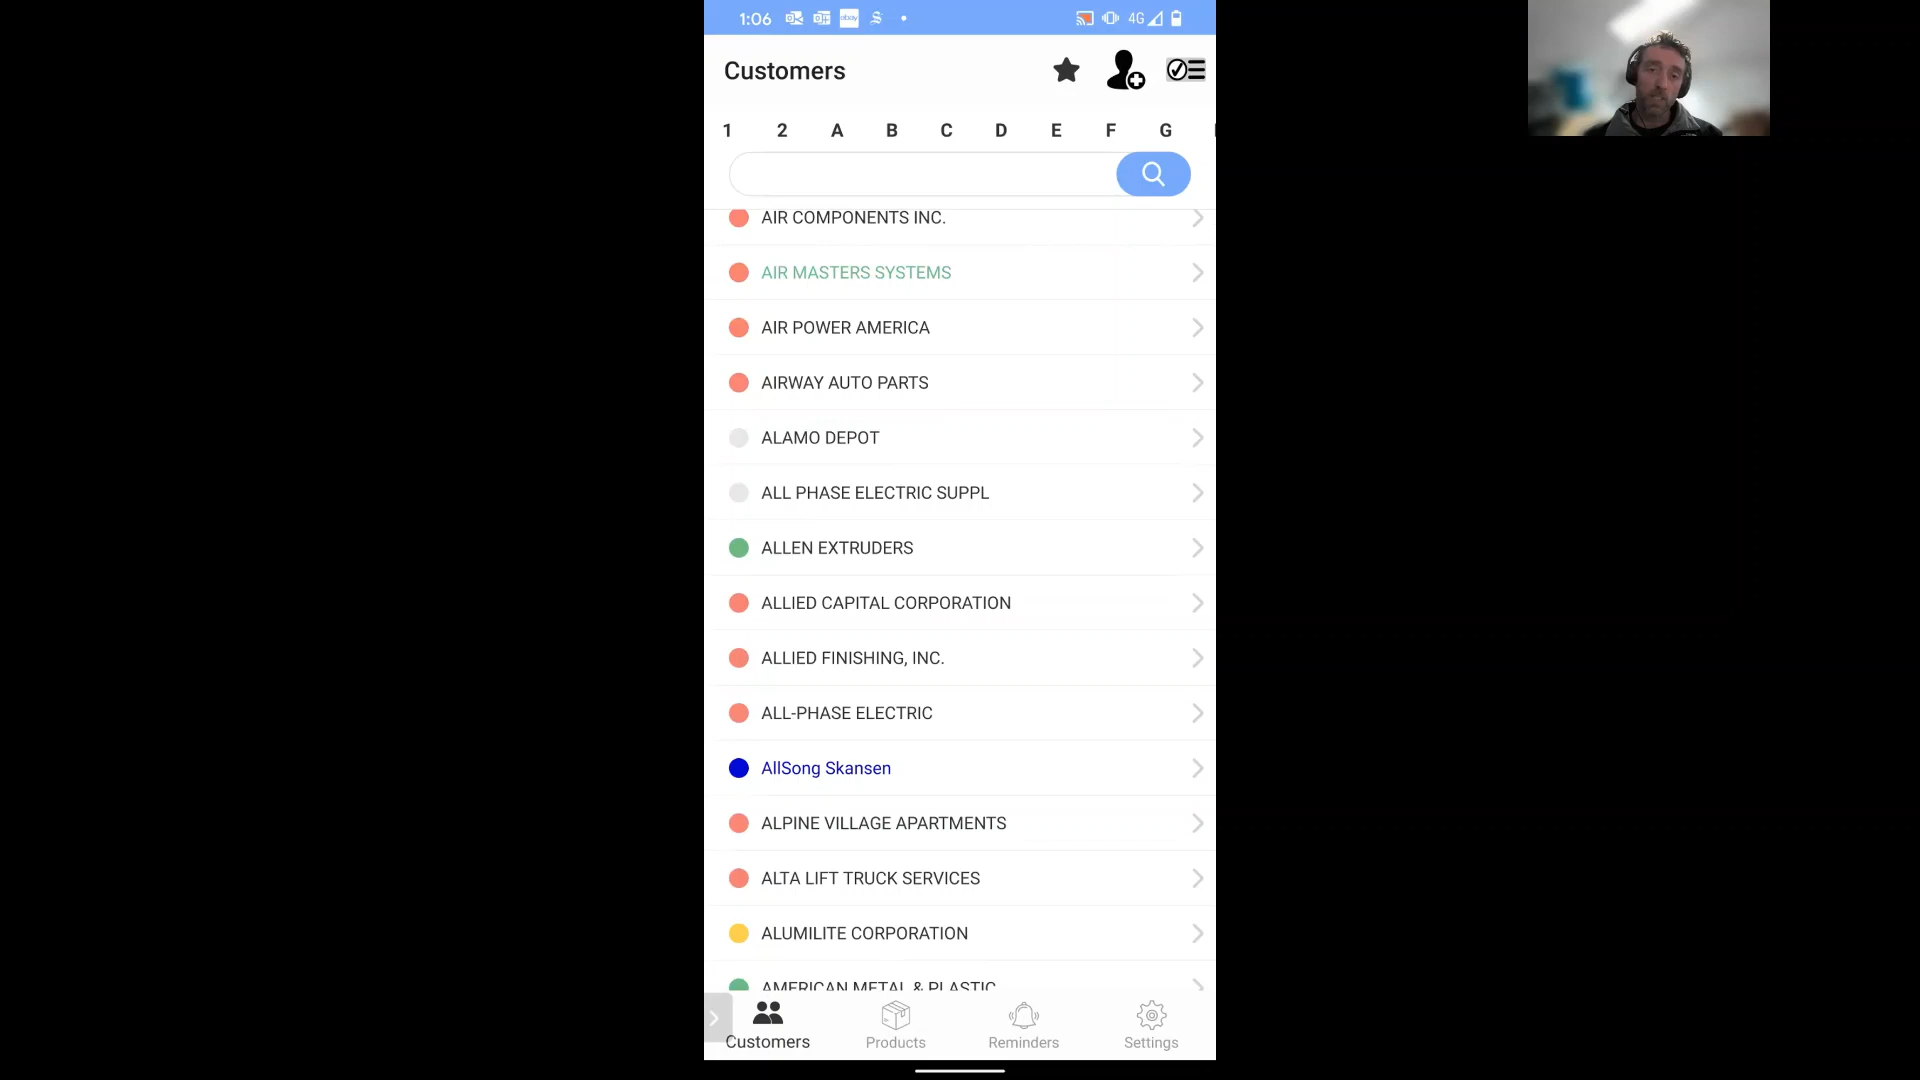 1:06 ebay 4G
Customers
1 2 A B C D E F G
AIR COMPONENTS INC.
AIR MASTERS SYSTEMS
AIR POWER AMERICA
AIRWAY AUTO PARTS
ALAMO DEPOT
ALL PHASE ELECTRIC SUPPL
ALLEN EXTRUDERS
ALLIED CAPITAL CORPORATION
ALLIED FINISHING, INC.
ALL-PHASE ELECTRIC
AllSong Skansen
ALPINE VILLAGE APARTMENTS
ALTA LIFT TRUCK SERVICES
ALUMILITE CORPORATION
AMERICAN METAL & PLASTIC
Customers Products Reminders Settings